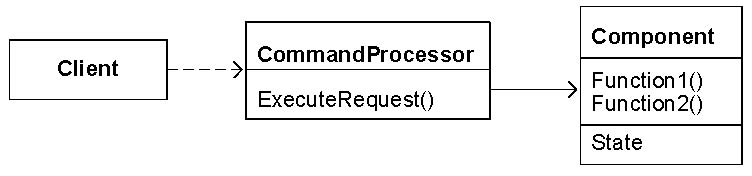 Client
CommandProcessor
ExecuteRequest()
Component
Function1()
Function2()
State